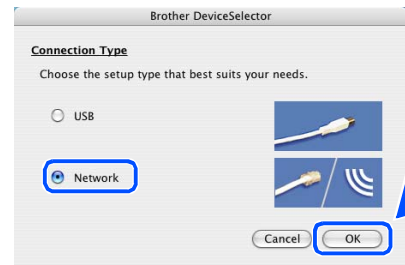 Brother DeviceSelector
Connection Type
Choose the setup type that best suits your needs.
USB
Network
Cancel OK